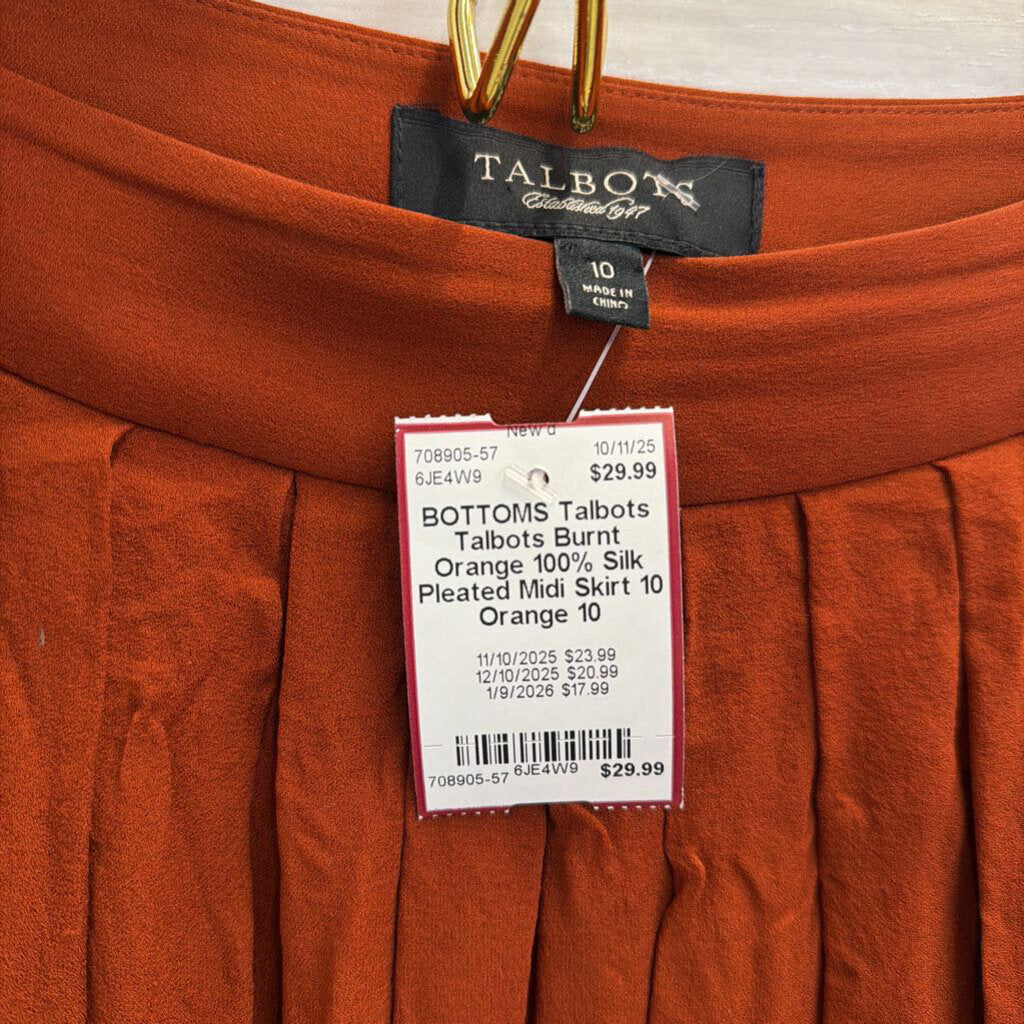 TALBOTS
Established 1947
10
MADE IN
CHINA
New
708905-57 10/11/25
6JE4W9 $29.99
BOTTOMS Talbots
Talbots Burnt
Orange 100% Silk
Pleated Midi Skirt 10
Orange 10
11/10/2025 $23.99
12/10/2025 $20.99
1/9/2026 $17.99
708905-57 6JE4W9 $29.99